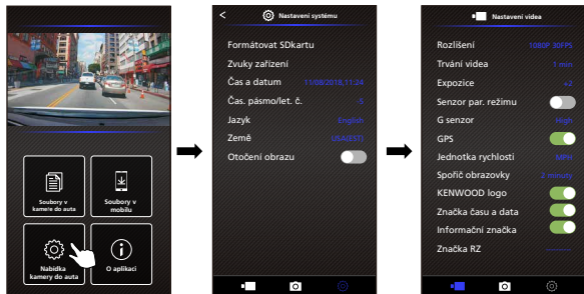 Soubory v
kameře do auta
Soubory v
mobilu
Nabídka
kamery do auta
O aplikaci
<
Nastavení systému
Formátovat SDkartu
Zvuky zařízení
Čas a datum 11/08/2018,11:24
Čas. pásmo/let. č. -5
Jazyk English
Země USA(EST)
Otočení obrazu
Nastavení videa
Rozlišení 1080P 30FPS
Trvání videa 1 min
Expozice +2
Senzor par. režimu
G senzor High
GPS
Jednotka rychlosti MPH
Spořič obrazovky 2 minuty
KENWOOD logo
Značka času a data
Informační značka
Značka RZ